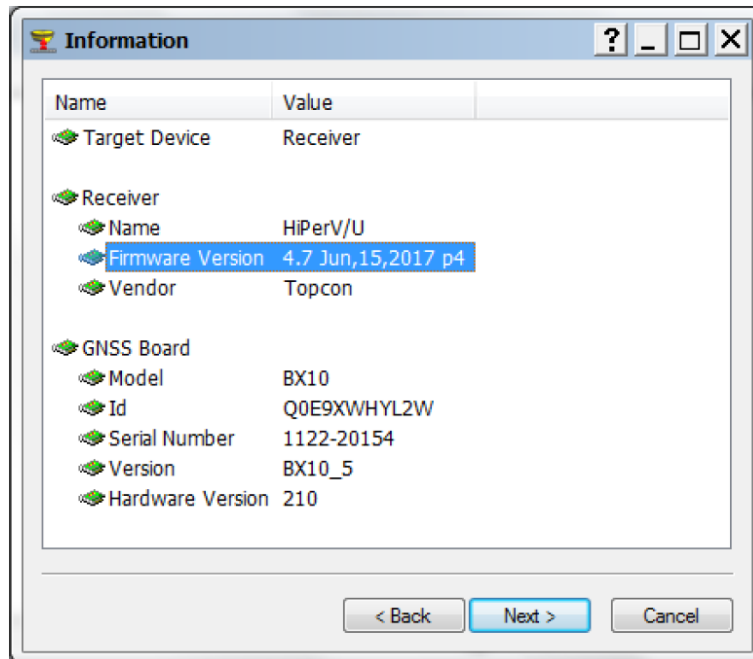 Information
Name Value
Target Device Receiver
Receiver
Name HiPerV/U
Firmware Version 4.7 Jun,15,2017 p4
Vendor Topcon
GNSS Board
Model BX10
Id Q0E9XWHYL2W
Serial Number 1122-20154
Version BX10_5
Hardware Version 210
< Back Next > Cancel